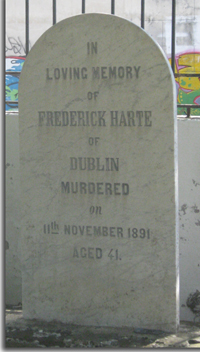 IN
LOVING MEMORY
OF
FREDERICK HARTE
OF
DUBLIN
MURDERED
on
11th NOVEMBER 1891
AGED 41.